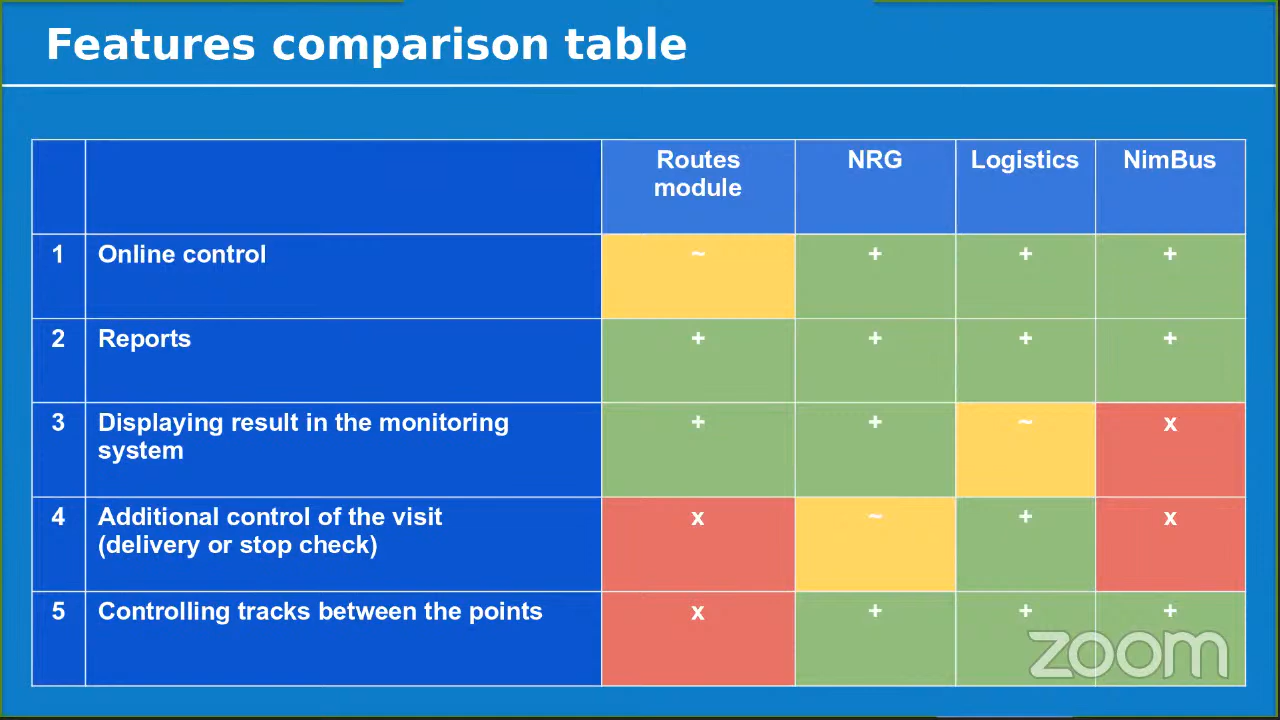 Features comparison table
Routes module NRG Logistics NimBus
1 Online control ~ + + +
2 Reports + + + +
3 Displaying result in the monitoring system + + ~ x
4 Additional control of the visit (delivery or stop check) x ~ + x
5 Controlling tracks between the points x + + +
zoom